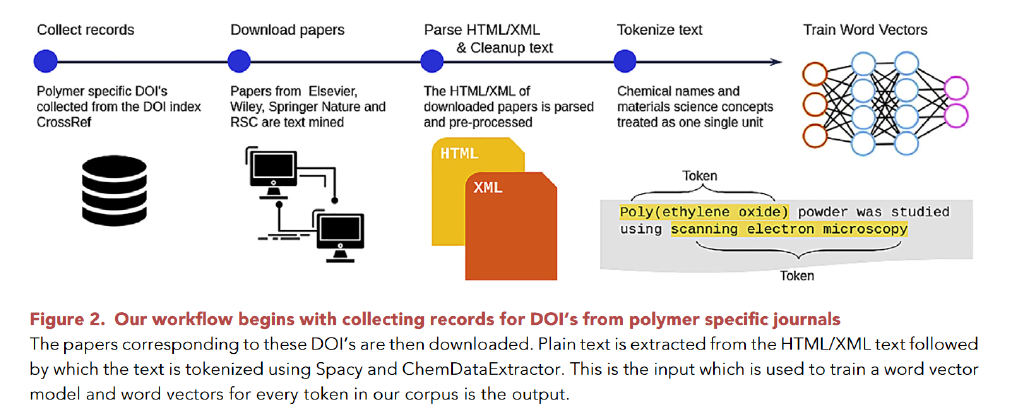 Collect records
Download papers
Parse HTML/XML
& Cleanup text
Tokenize text
Train Word Vectors
Polymer specific DOI's
collected from the DOI index
CrossRef
Papers from Elsevier,
Wiley, Springer Nature and
RSC are text mined
The HTML/XML of
downloaded papers is parsed
and pre-processed
Chemical names and
materials science concepts
treated as one single unit
HTML
XML
Token
Poly(ethylene oxide) powder was studied
using scanning electron microscopy
Token
Figure 2. Our workflow begins with collecting records for DOI's from polymer specific journals
The papers corresponding to these DOI's are then downloaded. Plain text is extracted from the HTML/XML text followed
by which the text is tokenized using Spacy and ChemDataExtractor. This is the input which is used to train a word vector
model and word vectors for every token in our corpus is the output.